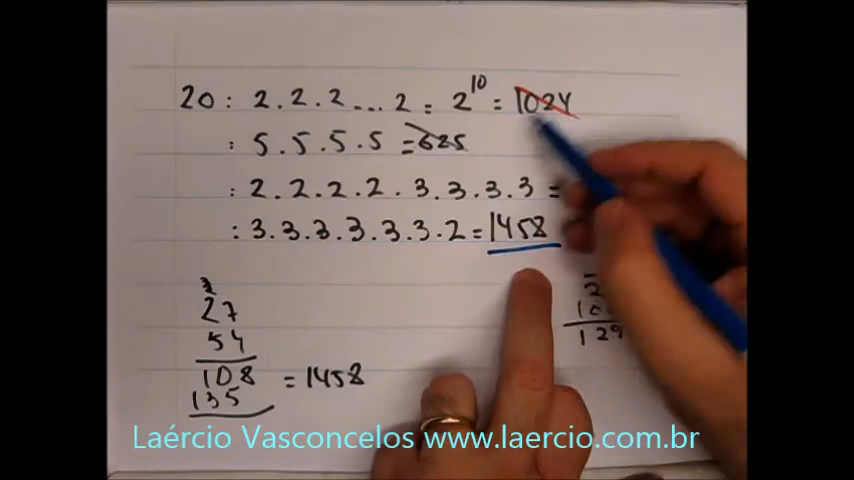 20 : 2 . 2 . 2 ... 2 = 2^10 = 1024
: 5 . 5 . 5 . 5 = 625
: 2 . 2 . 2 . 2 . 3 . 3 . 3 . 3 =
: 3 . 3 . 3 . 3 . 3 . 3 . 2 = 1458
27
54
108 = 1458
135
129
Laércio Vasconcelos www.laercio.com.br